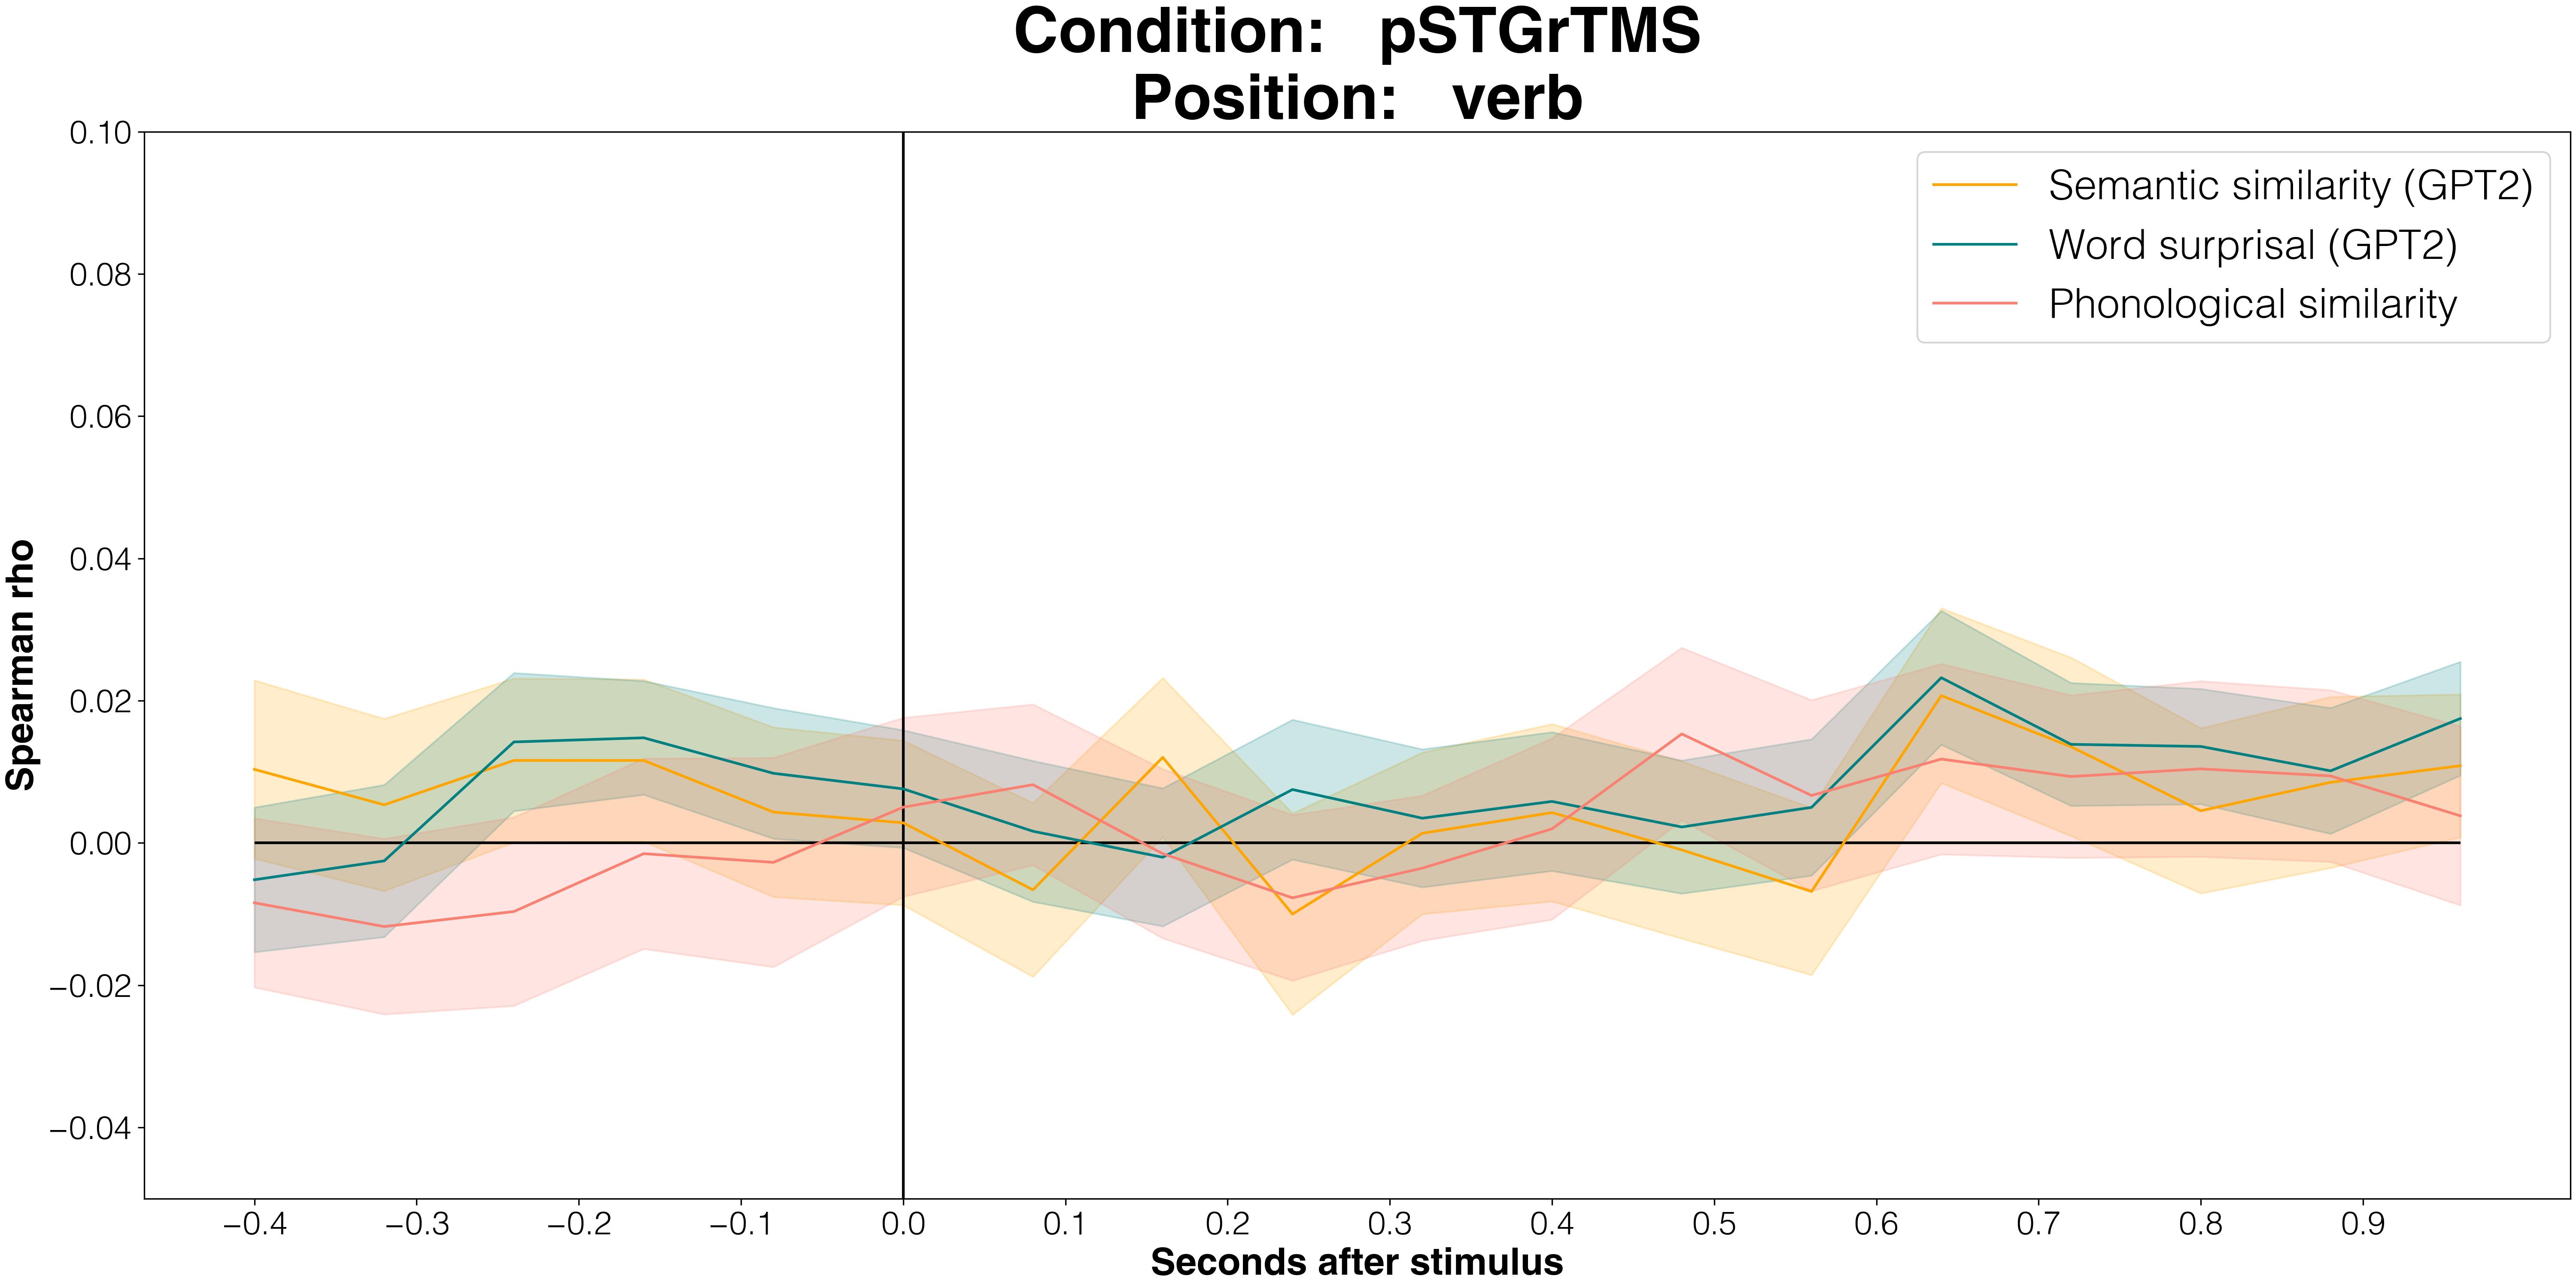 Condition: pSTGrTMS
Position: verb
0.10
0.08
0.06
0.04
0.02
0.00
−0.02
−0.04
Spearman rho
Semantic similarity (GPT2)
Word surprisal (GPT2)
Phonological similarity
−0.4 −0.3 −0.2 −0.1 0.0 0.1 0.2 0.3 0.4 0.5 0.6 0.7 0.8 0.9
Seconds after stimulus